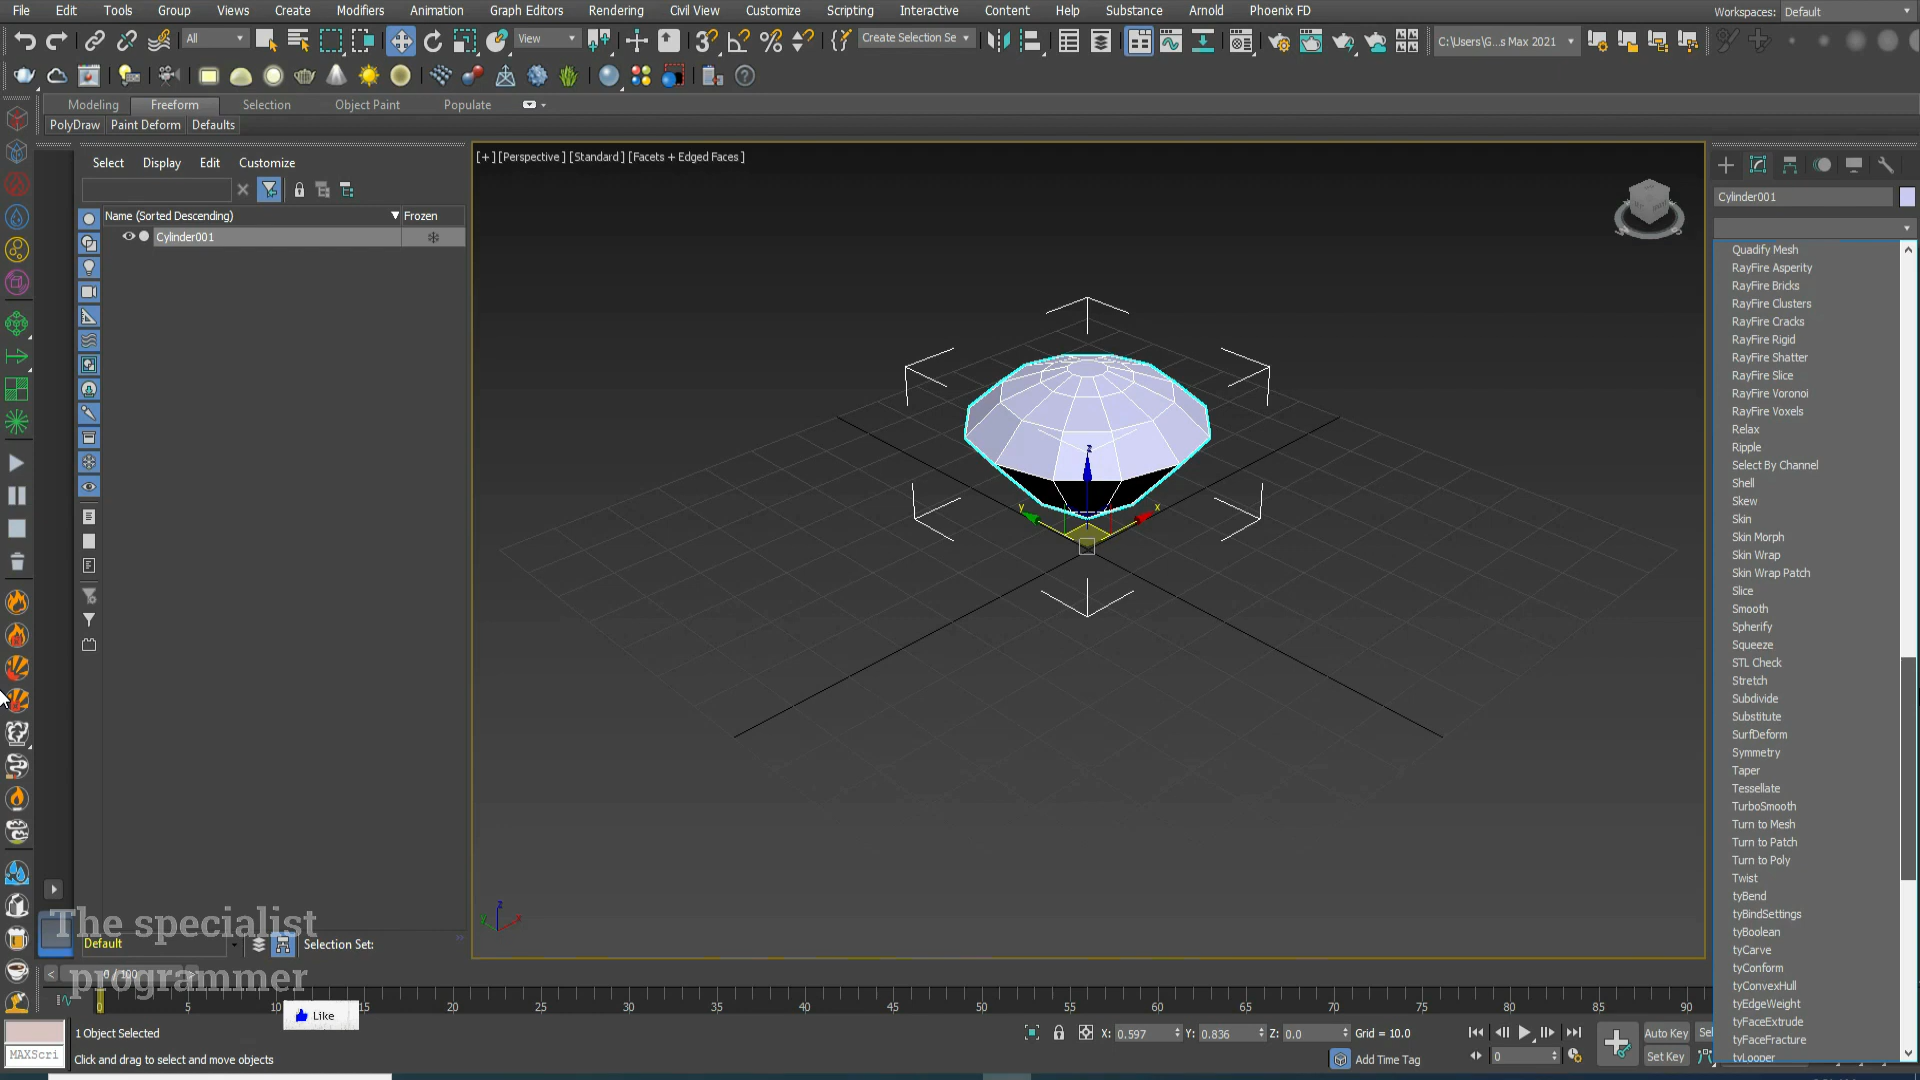 File Edit Tools Group Views Create Modifiers Animation Graph Editors Rendering Civil View Customize Scripting Interactive Content Help Substance Arnold Phoenix FD Workspaces: Default
All View Create Selection Se C:\Users\G...s Max 2021
Modeling Freeform Selection Object Paint Populate
PolyDraw Paint Deform Defaults
Select Display Edit Customize
[+] [Perspective ] [Standard ] [Facets + Edged Faces ]
Cylinder001
Name (Sorted Descending) Frozen
Cylinder001
Quadify Mesh
RayFire Asperity
RayFire Bricks
RayFire Clusters
RayFire Cracks
RayFire Rigid
RayFire Shatter
RayFire Slice
RayFire Voronoi
RayFire Voxels
Relax
Ripple
Select By Channel
Shell
Skew
Skin
Skin Morph
Skin Wrap
Skin Wrap Patch
Slice
Smooth
Spherify
Squeeze
STL Check
Stretch
Subdivide
Substitute
SurfDeform
Symmetry
Taper
Tessellate
TurboSmooth
Turn to Mesh
Turn to Patch
Turn to Poly
Twist
tyBend
tyBindSettings
tyBoolean
tyCarve
tyConform
tyConvexHull
tyEdgeWeight
tyFaceExtrude
tyFaceFracture
tyLooper
z
y x
z
y x
The specialist
programmer
Default Selection Set:
0 / 100
0 5 10 15 20 25 30 35 40 45 50 55 60 65 70 75 80 85 90
Like
1 Object Selected X: 0.597 Y: 0.836 Z: 0.0 Grid = 10.0 Auto Key Sel
MAXScri Click and drag to select and move objects Add Time Tag 0 Set Key